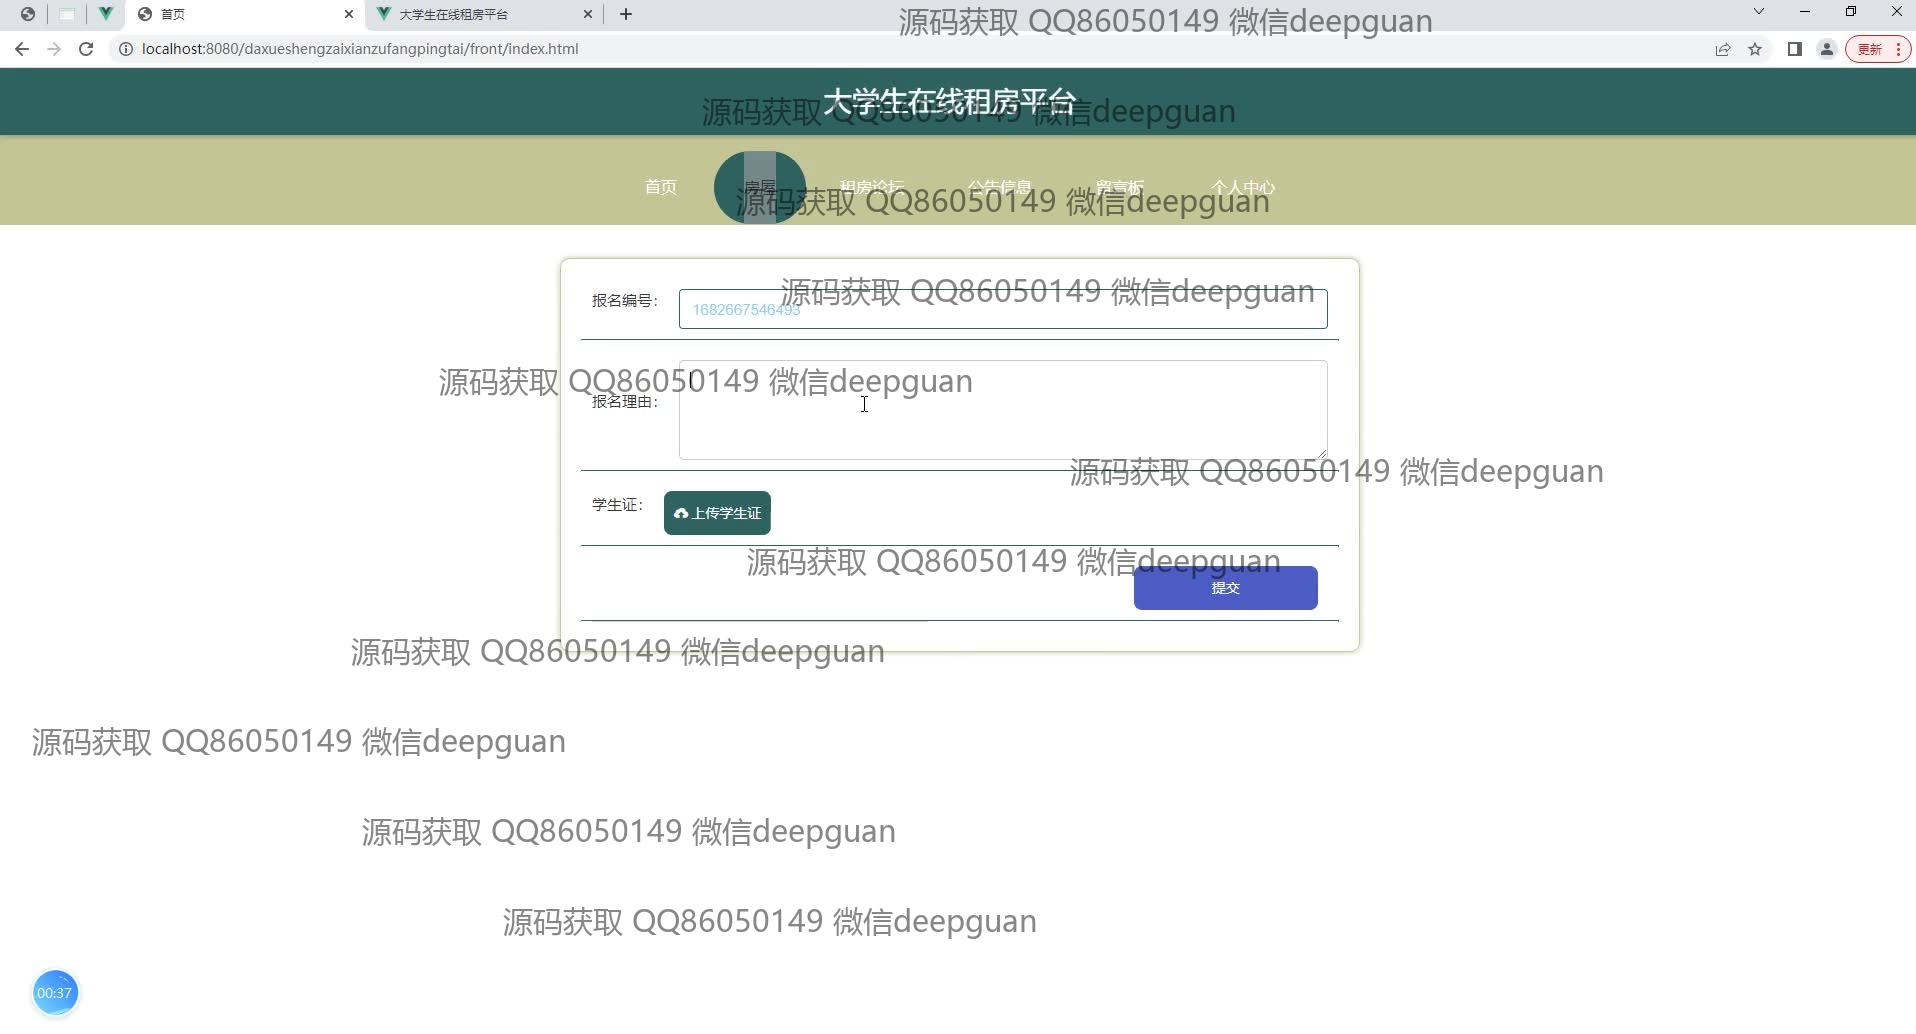 首页
大学生在线租房平台
源码获取 QQ86050149 微信deepguan
localhost:8080/daxueshengzaixianzufangpingtai/front/index.html
更新
大学生在线租房平台
源码获取 QQ86050149 微信deepguan
首页 房屋 租房论坛 公告信息 留言板 个人中心
源码获取 QQ86050149 微信deepguan
源码获取 QQ86050149 微信deepguan
报名编号：
1682667546493
源码获取 QQ86050149 微信deepguan
报名理由：
源码获取 QQ86050149 微信deepguan
学生证：
上传学生证
源码获取 QQ86050149 微信deepguan
提交
源码获取 QQ86050149 微信deepguan
源码获取 QQ86050149 微信deepguan
源码获取 QQ86050149 微信deepguan
源码获取 QQ86050149 微信deepguan
00:37